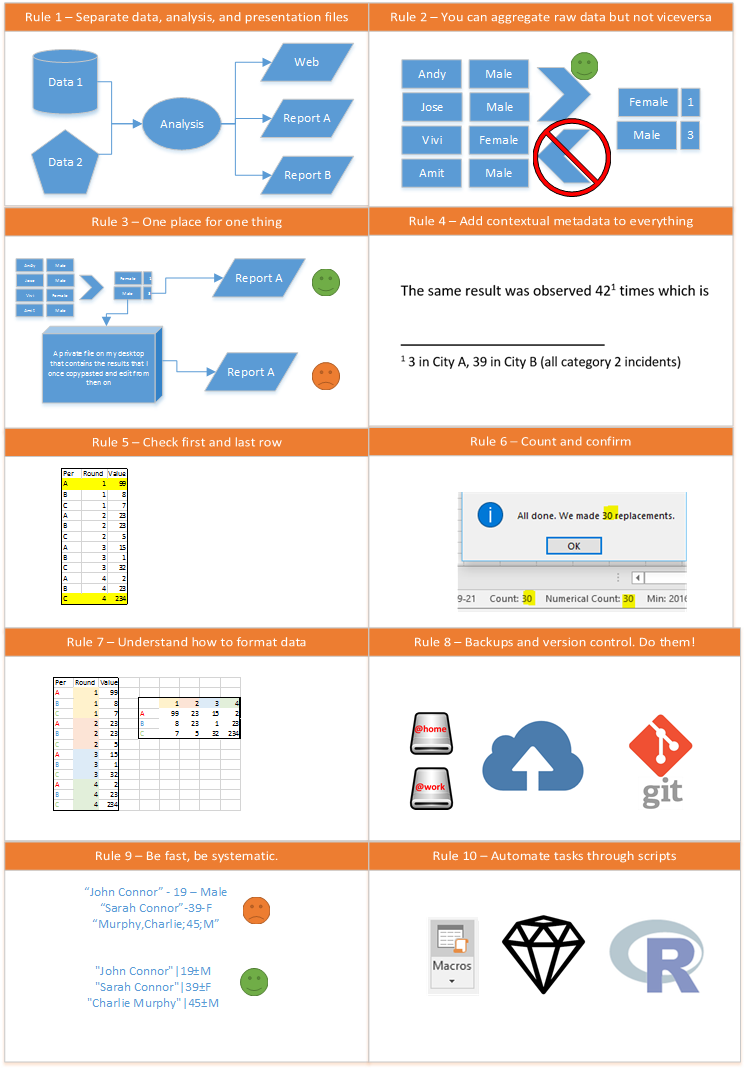 Rule 1 – Separate data, analysis, and presentation files
Data 1
Data 2
Analysis
Web
Report A
Report B
Rule 2 – You can aggregate raw data but not viceversa
Andy Male
Jose Male
Vivi Female
Amit Male
Female 1
Male 3
Rule 3 – One place for one thing
Andy Male
Jose Male
Vivi Female
Amit Male
Female
Male
Report A
A private file on my desktop
that contains the results that I
once copypasted and edit from
then on
Report A
Rule 4 – Add contextual metadata to everything
The same result was observed 42¹ times which is
¹ 3 in City A, 39 in City B (all category 2 incidents)
Rule 5 – Check first and last row
Per Round Value
A 1 99
B 1 8
C 1 7
A 2 23
B 2 23
C 2 5
A 3 15
B 3 1
C 3 32
A 4 2
B 4 23
C 4 234
Rule 6 – Count and confirm
All done. We made 30 replacements.
OK
9-21 Count: 30 Numerical Count: 30 Min: 2016
Rule 7 – Understand how to format data
Per Round Value
A 1 99
B 1 8
C 1 7
A 2 23
B 2 23
C 2 5
A 3 15
B 3 1
C 3 32
A 4 2
B 4 23
C 4 234
1 2 3 4
A 99 23 15 2
B 8 23 1 23
C 7 5 32 234
Rule 8 – Backups and version control. Do them!
@home
@work
git
Rule 9 – Be fast, be systematic.
“John Connor” - 19 – Male
“Sarah Connor”-39-F
“Murphy,Charlie;45;M”
"John Connor"|19±M
"Sarah Connor"|39±F
"Charlie Murphy"|45±M
Rule 10 – Automate tasks through scripts
Macros
R